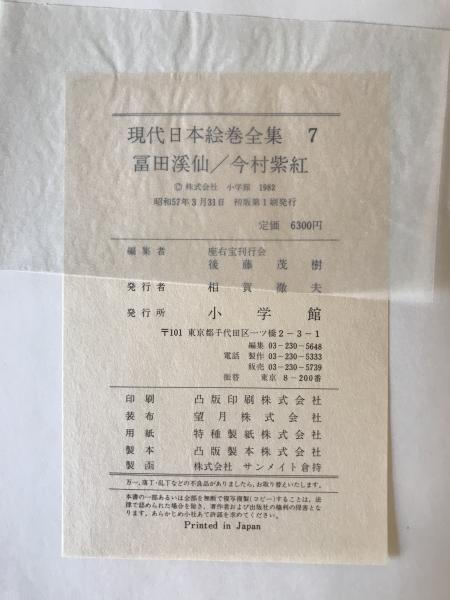 現代日本絵巻全集 7
冨田溪仙／今村紫紅
© 株式会社 小学館 1982
昭和57年3月31日 初版第1刷発行
定価 6300円
編集者 座右宝刊行会
後藤茂樹
発行者 相賀徹夫
発行所 小学館
〒101 東京都千代田区一ツ橋2－3－1
編集 03－230－5648
電話 製作 03－230－5333
販売 03－230－5739
振替 東京 8－200番
印刷 凸版印刷株式会社
装布 望月株式会社
用紙 特種製紙株式会社
製本 凸版製本株式会社
製函 株式会社 サンメイト倉持
万一、落丁・乱丁などの不良品がありましたら、お取り替えいたします。
本書の一部あるいは全部を無断で複写複製（コピー）することは、法
律で認められた場合を除き、著作者および出版社の権利の侵害とな
ります。あらかじめ小社あて許諾を求めてください。
Printed in Japan